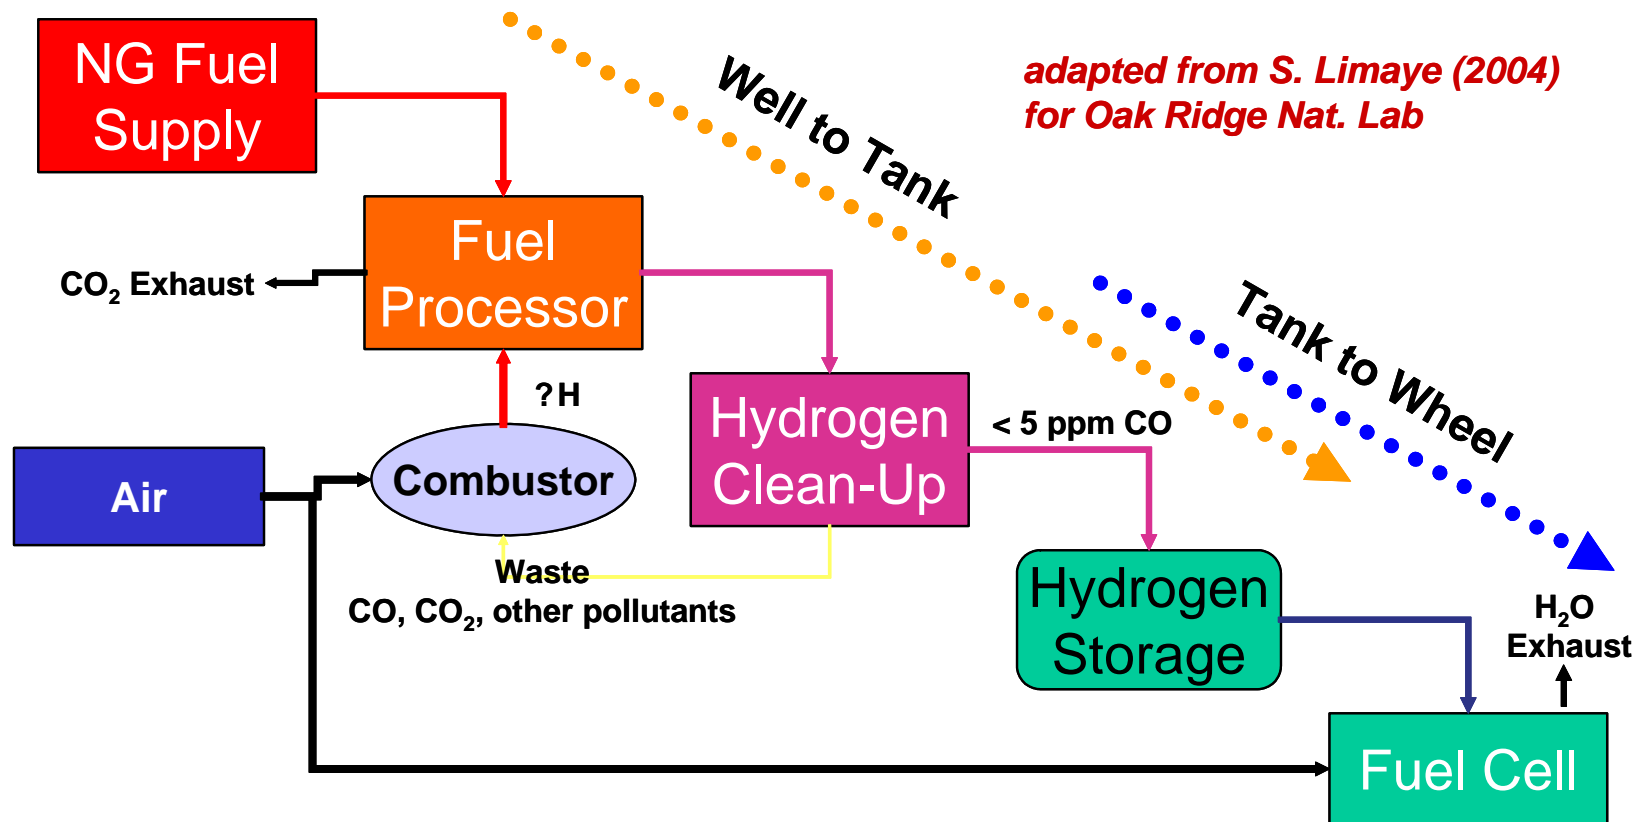 NG Fuel
Supply
Well to Tank
adapted from S. Limaye (2004)
for Oak Ridge Nat. Lab
Fuel
Processor
CO₂ Exhaust
Tank to Wheel
?H
Hydrogen
Clean-Up
< 5 ppm CO
Air
Combustor
Waste
CO, CO₂, other pollutants
Hydrogen
Storage
H₂O
Exhaust
Fuel Cell